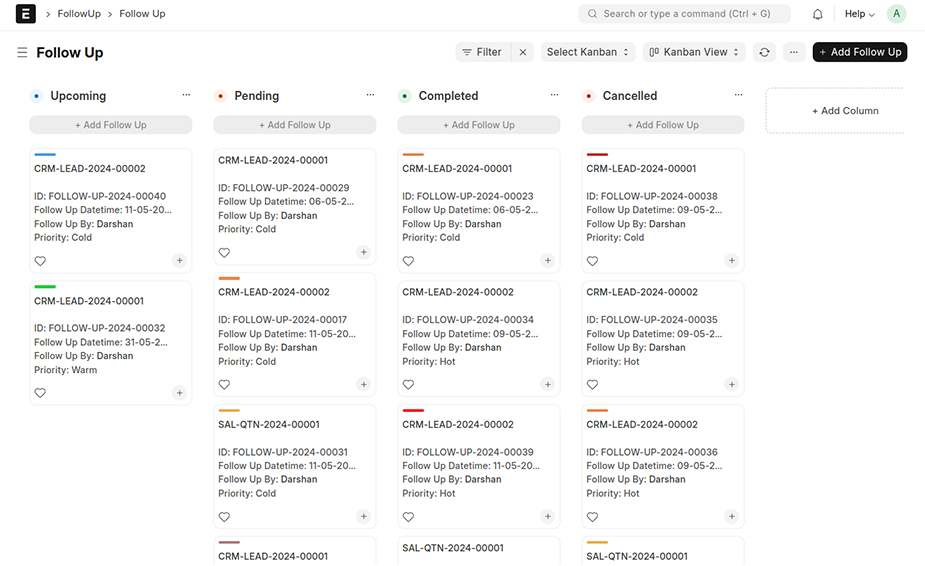 FollowUp
Follow Up
Search or type a command (Ctrl + G)
Help
A
Follow Up
Filter
Select Kanban
Kanban View
...
+ Add Follow Up
Upcoming
...
+ Add Follow Up
CRM-LEAD-2024-00002
ID: FOLLOW-UP-2024-00040
Follow Up Datetime: 11-05-20...
Follow Up By: Darshan
Priority: Cold
CRM-LEAD-2024-00001
ID: FOLLOW-UP-2024-00032
Follow Up Datetime: 31-05-2...
Follow Up By: Darshan
Priority: Warm
Pending
...
+ Add Follow Up
CRM-LEAD-2024-00001
ID: FOLLOW-UP-2024-00029
Follow Up Datetime: 06-05-2...
Follow Up By: Darshan
Priority: Cold
CRM-LEAD-2024-00002
ID: FOLLOW-UP-2024-00017
Follow Up Datetime: 11-05-20...
Follow Up By: Darshan
Priority: Cold
SAL-QTN-2024-00001
ID: FOLLOW-UP-2024-00031
Follow Up Datetime: 11-05-20...
Follow Up By: Darshan
Priority: Cold
CRM-LEAD-2024-00001
Completed
...
+ Add Follow Up
CRM-LEAD-2024-00001
ID: FOLLOW-UP-2024-00023
Follow Up Datetime: 06-05-2...
Follow Up By: Darshan
Priority: Cold
CRM-LEAD-2024-00002
ID: FOLLOW-UP-2024-00034
Follow Up Datetime: 09-05-2...
Follow Up By: Darshan
Priority: Hot
CRM-LEAD-2024-00002
ID: FOLLOW-UP-2024-00039
Follow Up Datetime: 11-05-20...
Follow Up By: Darshan
Priority: Hot
SAL-QTN-2024-00001
Cancelled
...
+ Add Follow Up
CRM-LEAD-2024-00001
ID: FOLLOW-UP-2024-00038
Follow Up Datetime: 09-05-2...
Follow Up By: Darshan
Priority: Cold
CRM-LEAD-2024-00002
ID: FOLLOW-UP-2024-00035
Follow Up Datetime: 09-05-2...
Follow Up By: Darshan
Priority: Hot
CRM-LEAD-2024-00002
ID: FOLLOW-UP-2024-00036
Follow Up Datetime: 09-05-2...
Follow Up By: Darshan
Priority: Hot
SAL-QTN-2024-00001
+ Add Column